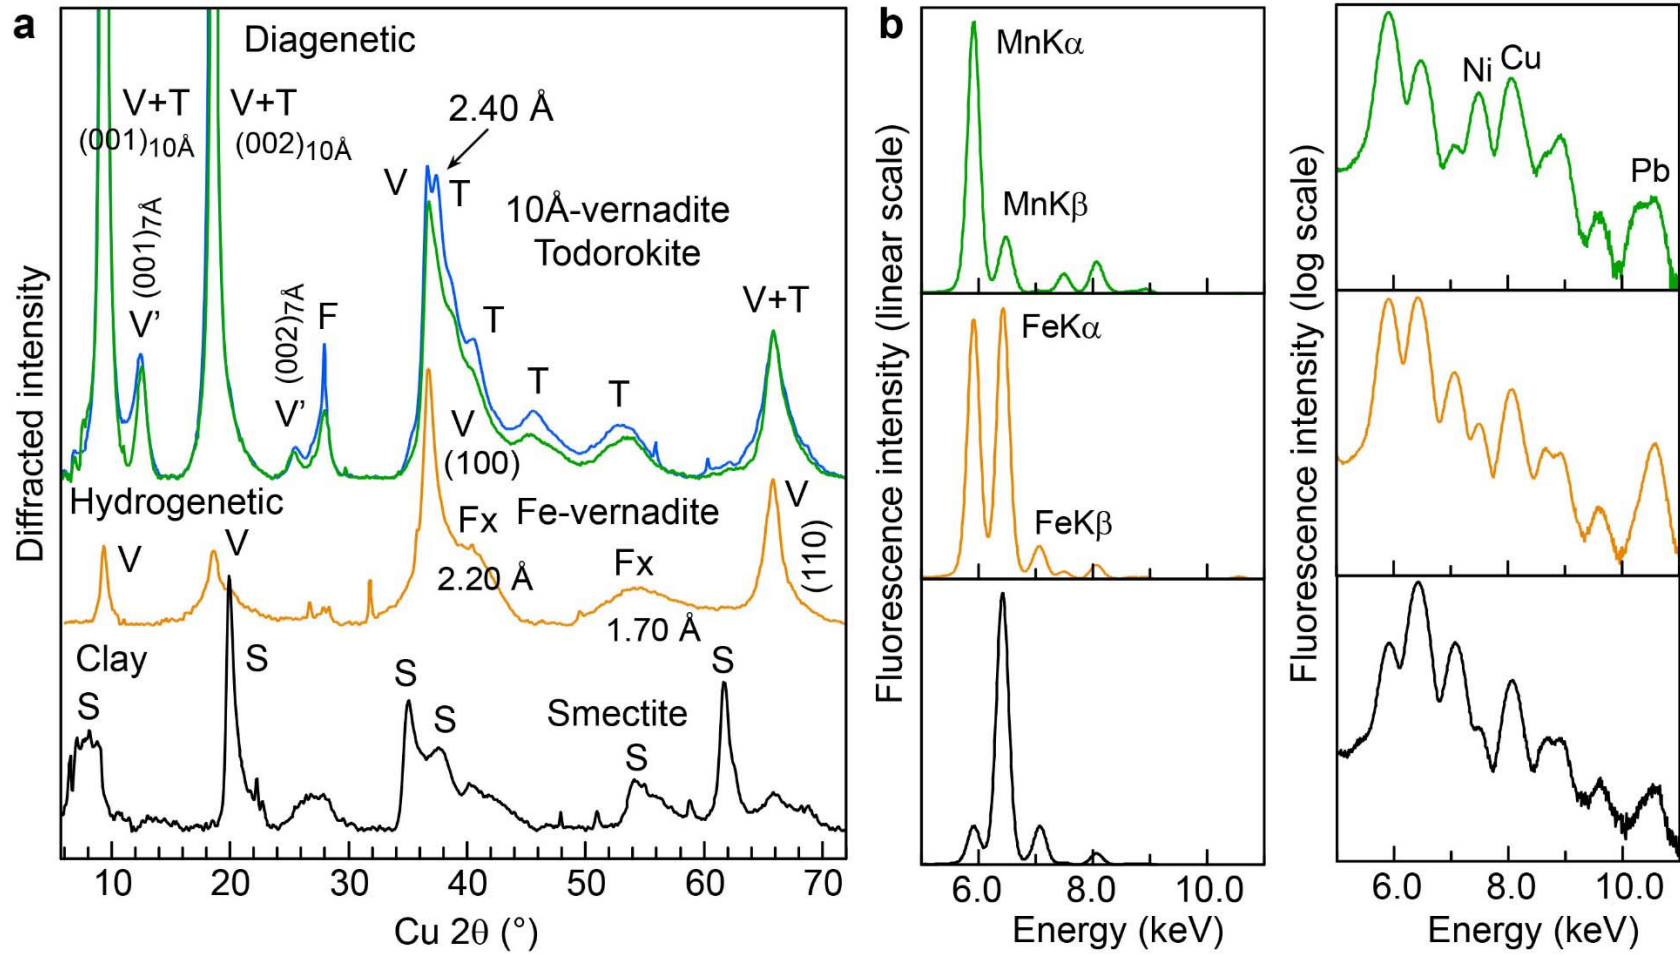 a
Diagenetic
V+T
(001)10Å
V+T
(002)10Å
2.40 Å
V
T
10Å-vernadite
Todorokite
V' (001)7Å
V' (002)7Å
F
T
T
T
V+T
V
(100)
Hydrogenetic
V
V
Fx
Fe-vernadite
2.20 Å
Fx
1.70 Å
V
(110)
Clay
S
S
S
S
Smectite
S
S
Diffracted intensity
10 20 30 40 50 60 70
Cu 2θ (°)
b
MnKα
MnKβ
FeKα
FeKβ
Fluorescence intensity (linear scale)
6.0 8.0 10.0
Energy (keV)
Ni Cu
Pb
Fluorescence intensity (log scale)
6.0 8.0 10.0
Energy (keV)